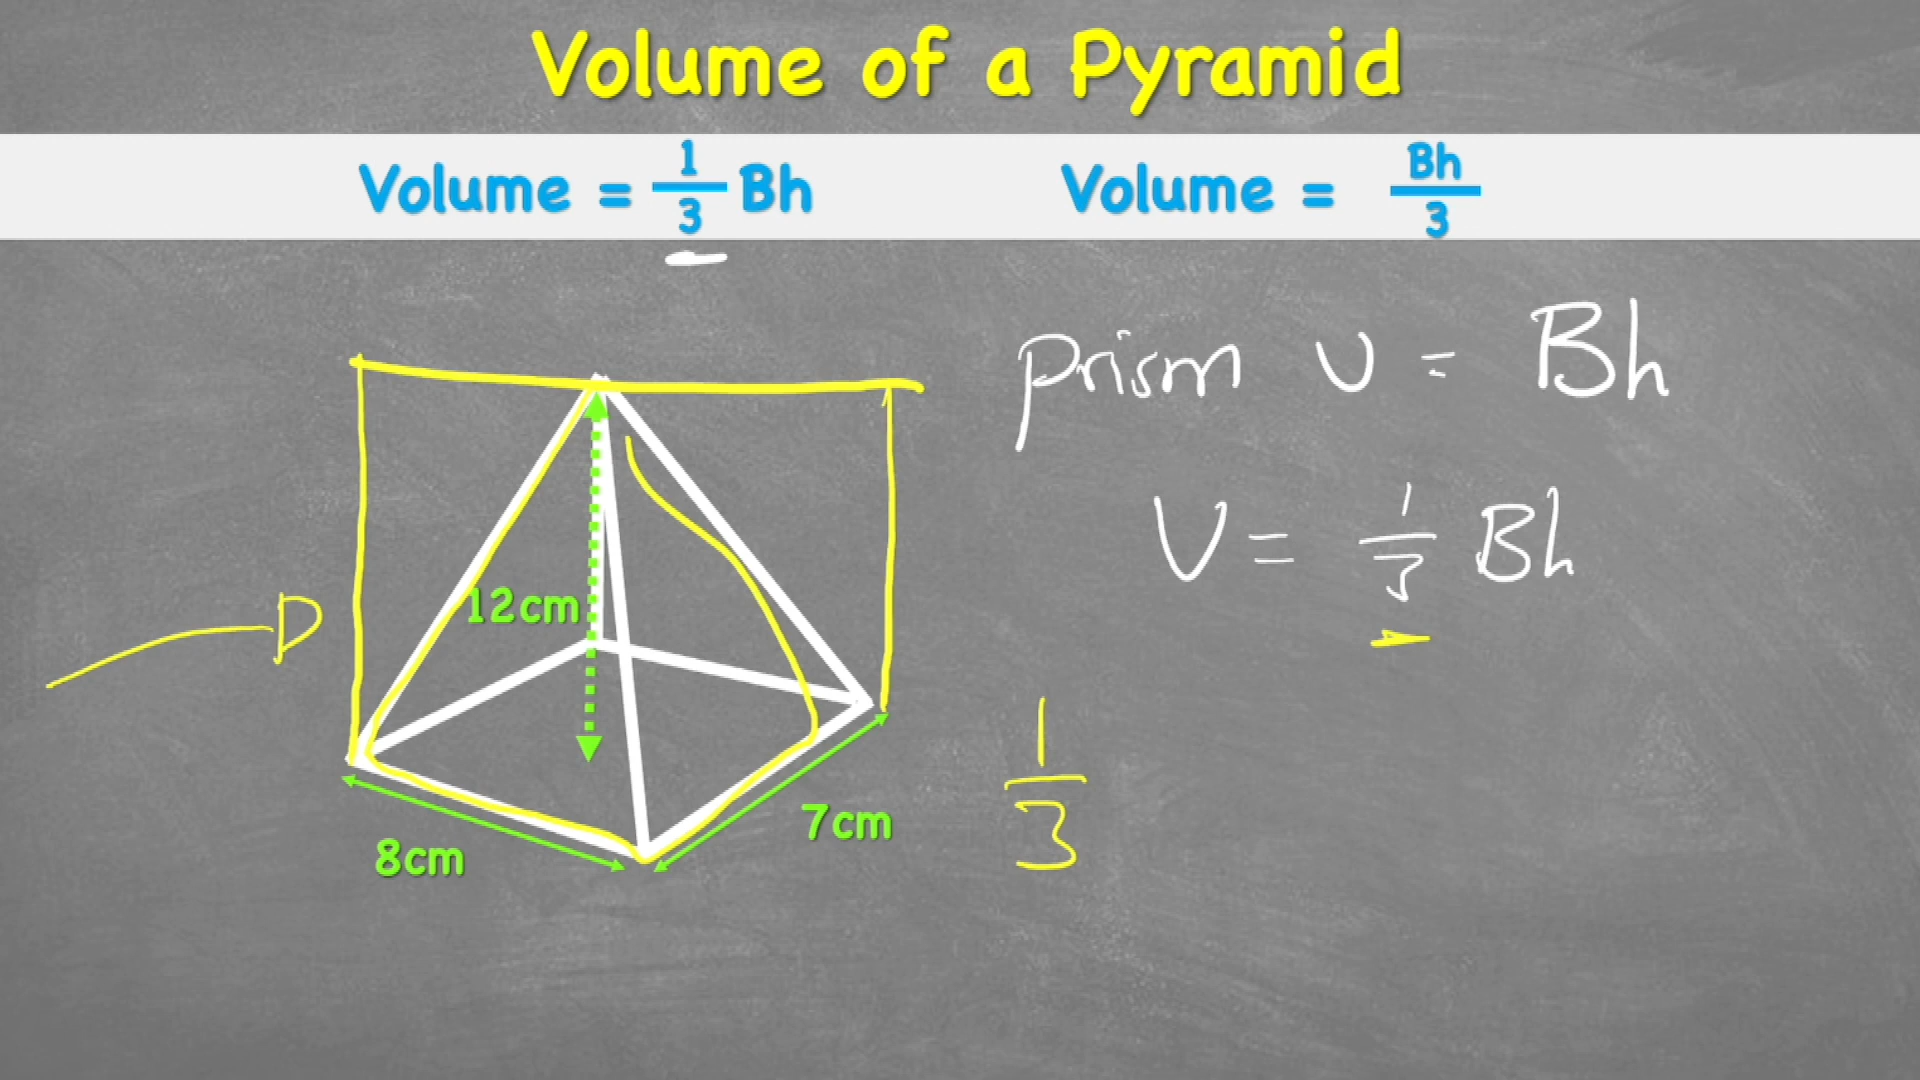 Volume of a Pyramid
Volume = 1/3 Bh
Volume = Bh/3
prism V = Bh
V = 1/3 Bh
12cm
D
1/3
7cm
8cm